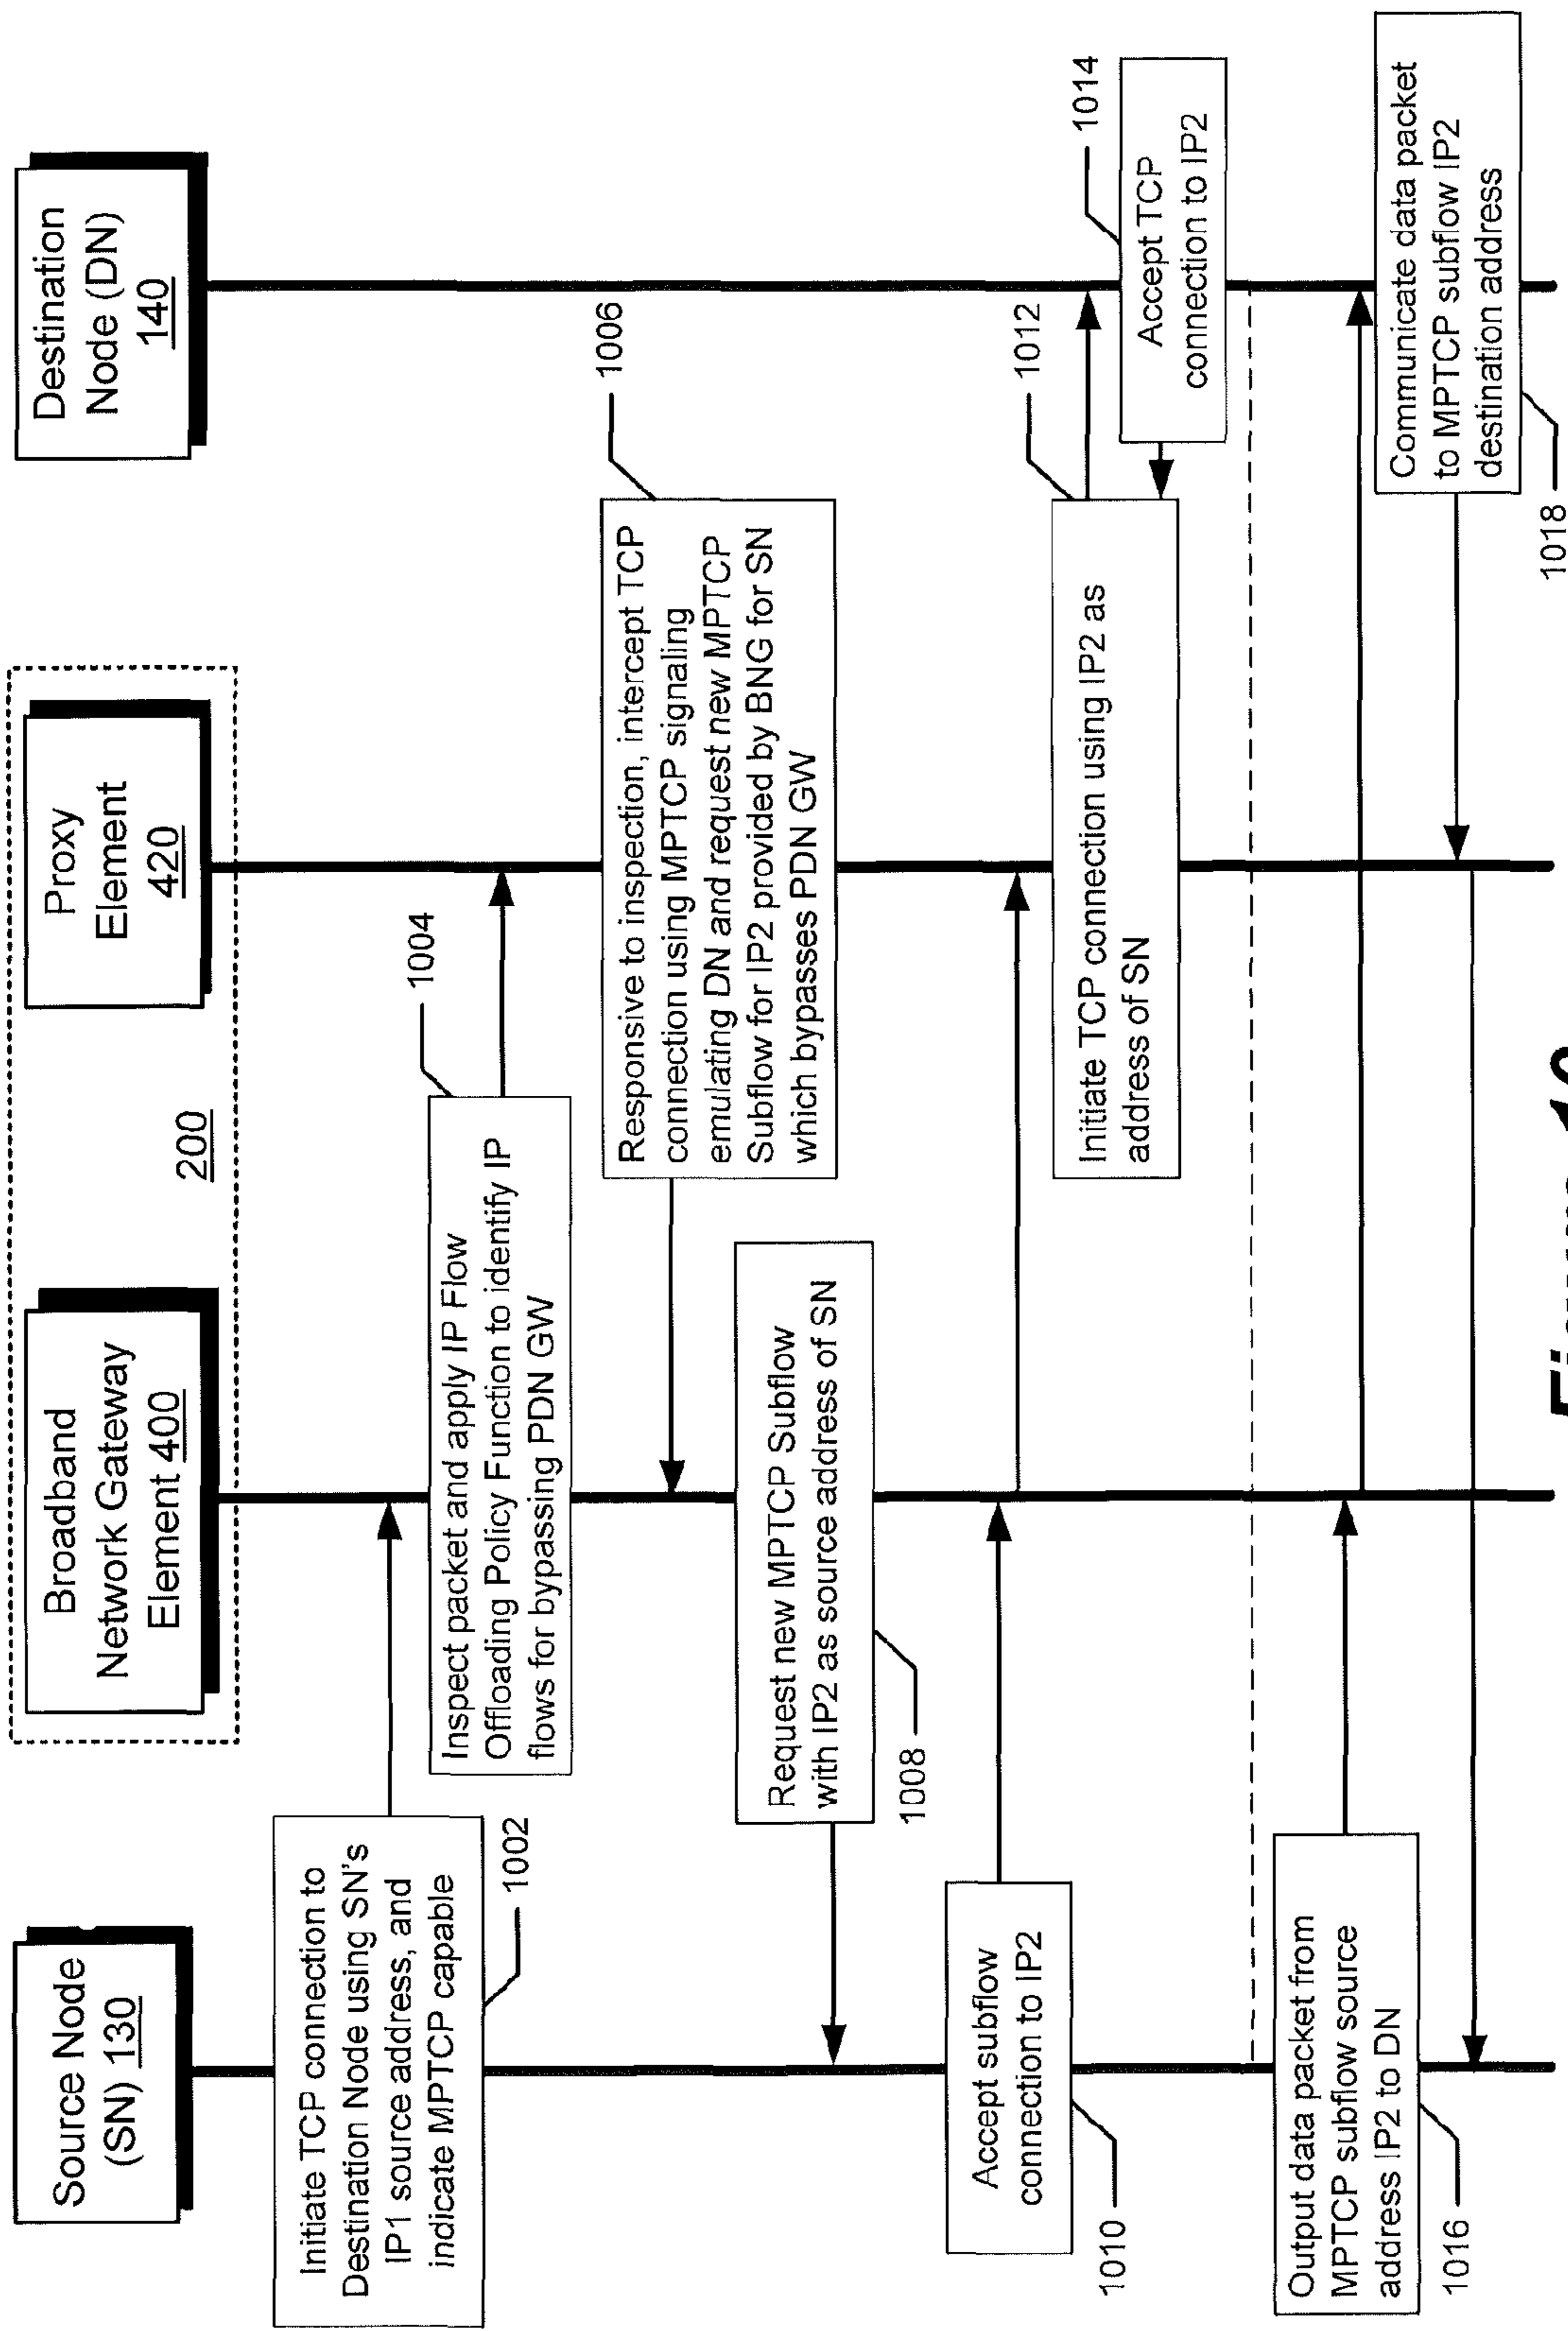 Source Node
(SN) 130
Broadband
Network Gateway
Element 400
200
Proxy
Element
420
Destination
Node (DN)
140
Initiate TCP connection to
Destination Node using SN's
IP1 source address, and
indicate MPTCP capable
1002
Inspect packet and apply IP Flow
Offloading Policy Function to identify IP
flows for bypassing PDN GW
1004
Responsive to inspection, intercept TCP
connection using MPTCP signaling
emulating DN and request new MPTCP
Subflow for IP2 provided by BNG for SN
which bypasses PDN GW
1006
Request new MPTCP Subflow
with IP2 as source address of SN
1008
Accept subflow
connection to IP2
1010
Initiate TCP connection using IP2 as
address of SN
1012
Accept TCP
connection to IP2
1014
Output data packet from
MPTCP subflow source
address IP2 to DN
1016
Communicate data packet
to MPTCP subflow IP2
destination address
1018
Figure 10